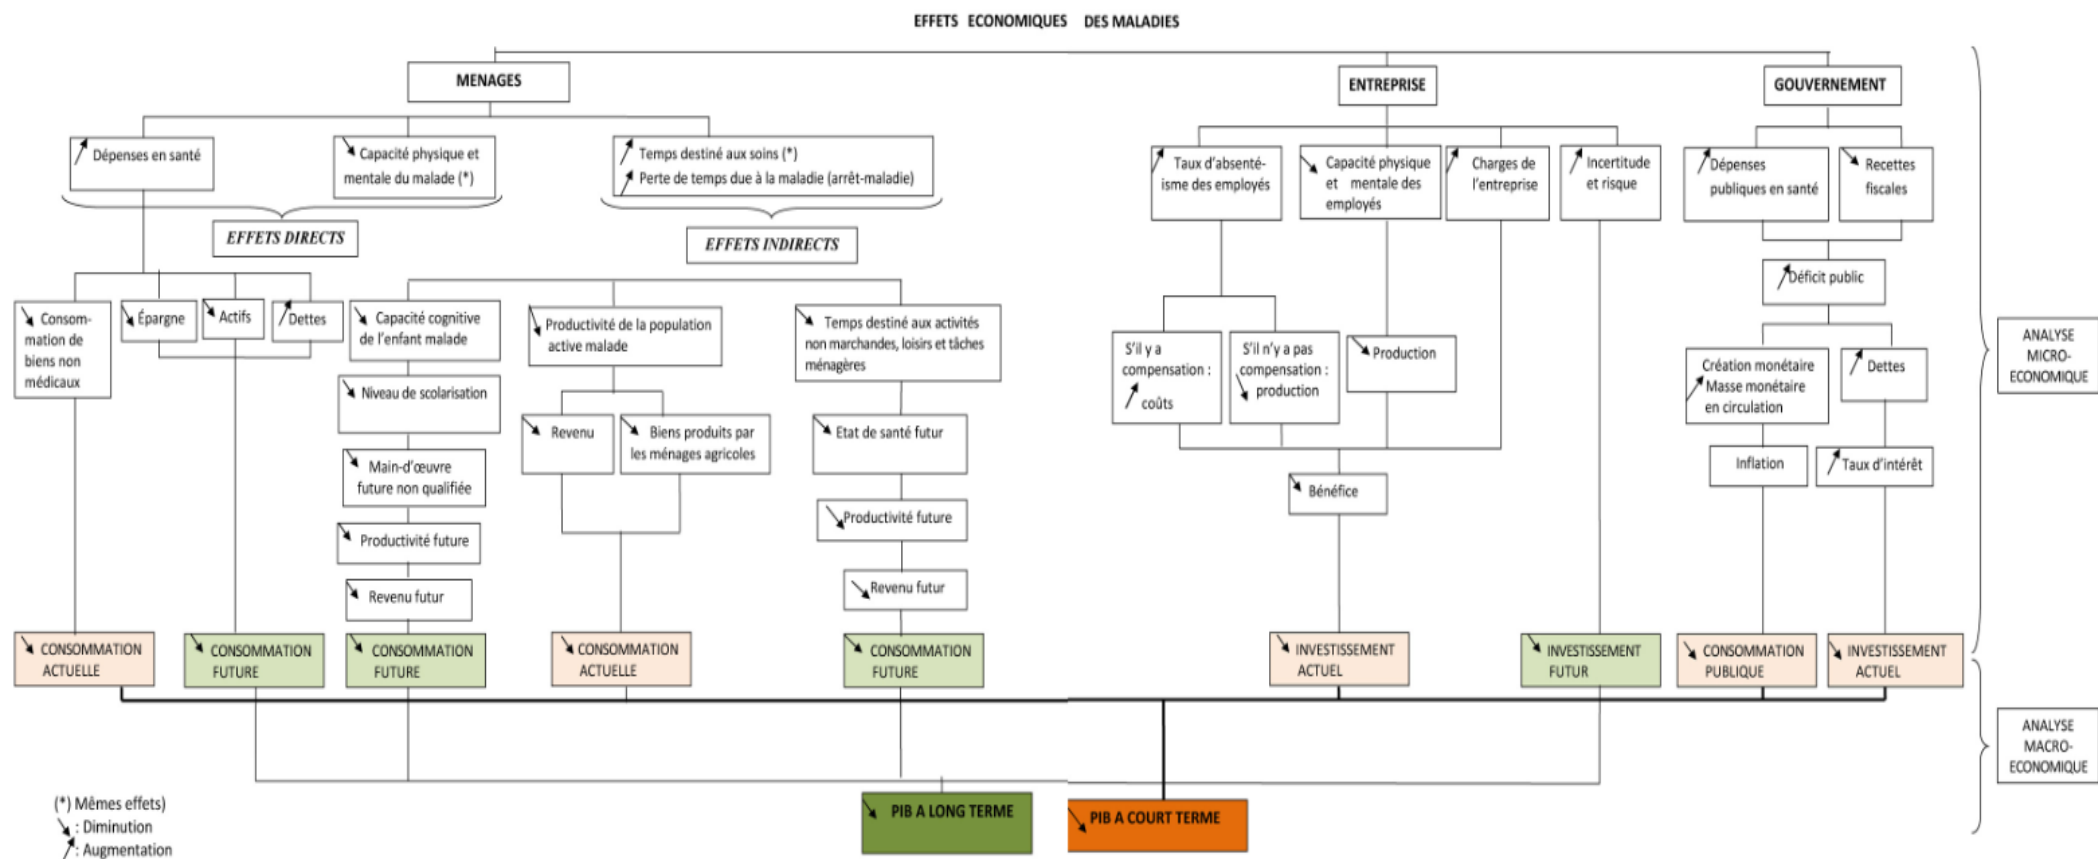 EFFETS ECONOMIQUES DES MALADIES
MENAGES
ENTREPRISE
GOUVERNEMENT
Dépenses en santé
Capacité physique et
mentale du malade (*)
Temps destiné aux soins (*)
Perte de temps due à la maladie (arrêt-maladie)
Taux d'absenté-
isme des employés
Capacité physique
et mentale des
employés
Charges de
l'entreprise
Incertitude
et risque
Dépenses
publiques en santé
Recettes
fiscales
EFFETS DIRECTS
EFFETS INDIRECTS
Déficit public
Consom-
mation de
biens non
médicaux
Épargne
Actifs
Dettes
Capacité cognitive
de l'enfant malade
Productivité de la population
active malade
Temps destiné aux activités
non marchandes, loisirs et tâches
ménagères
S'il y a
compensation :
coûts
S'il n'y a pas
compensation :
production
Production
Création monétaire
Masse monétaire
en circulation
Dettes
ANALYSE
MICRO-
ECONOMIQUE
Niveau de scolarisation
Revenu
Biens produits par
les ménages agricoles
Etat de santé futur
Main-d'œuvre
future non qualifiée
Bénéfice
Inflation
Taux d'intérêt
Productivité future
Productivité future
Revenu futur
Revenu futur
CONSOMMATION
ACTUELLE
CONSOMMATION
FUTURE
CONSOMMATION
FUTURE
CONSOMMATION
ACTUELLE
CONSOMMATION
FUTURE
INVESTISSEMENT
ACTUEL
INVESTISSEMENT
FUTUR
CONSOMMATION
PUBLIQUE
INVESTISSEMENT
ACTUEL
ANALYSE
MACRO-
ECONOMIQUE
PIB A LONG TERME
PIB A COURT TERME
(*) Mêmes effets)
: Diminution
: Augmentation